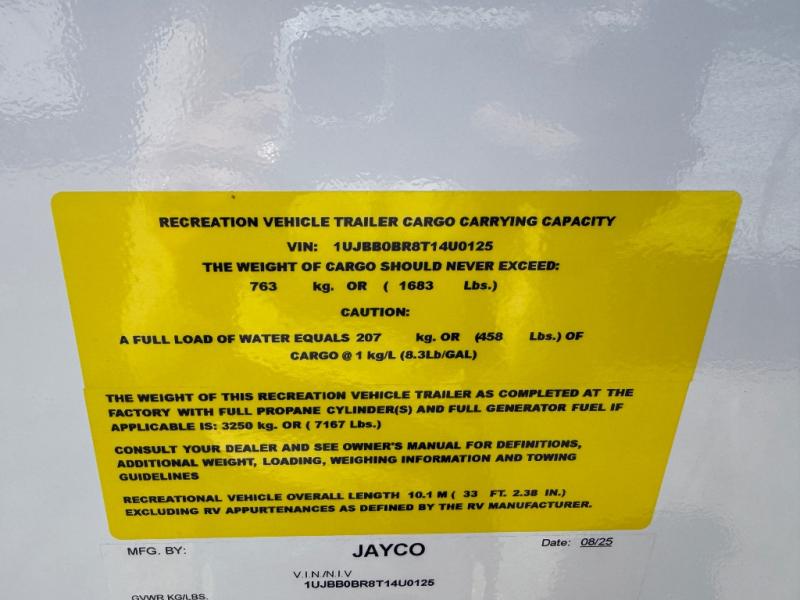 RECREATION VEHICLE TRAILER CARGO CARRYING CAPACITY
VIN: 1UJBB0BR8T14U0125
THE WEIGHT OF CARGO SHOULD NEVER EXCEED:
763 kg. OR ( 1683 Lbs.)
CAUTION:
A FULL LOAD OF WATER EQUALS 207 kg. OR (458 Lbs.) OF
CARGO @ 1 kg/L (8.3Lb/GAL)
THE WEIGHT OF THIS RECREATION VEHICLE TRAILER AS COMPLETED AT THE
FACTORY WITH FULL PROPANE CYLINDER(S) AND FULL GENERATOR FUEL IF
APPLICABLE IS: 3250 kg. OR ( 7167 Lbs.)
CONSULT YOUR DEALER AND SEE OWNER'S MANUAL FOR DEFINITIONS,
ADDITIONAL WEIGHT, LOADING, WEIGHING INFORMATION AND TOWING
GUIDELINES
RECREATIONAL VEHICLE OVERALL LENGTH 10.1 M ( 33 FT. 2.38 IN.)
EXCLUDING RV APPURTENANCES AS DEFINED BY THE RV MANUFACTURER.
MFG. BY: JAYCO Date: 08/25
V.I.N./N.I.V
1UJBB0BR8T14U0125
GVWR KG/LBS.